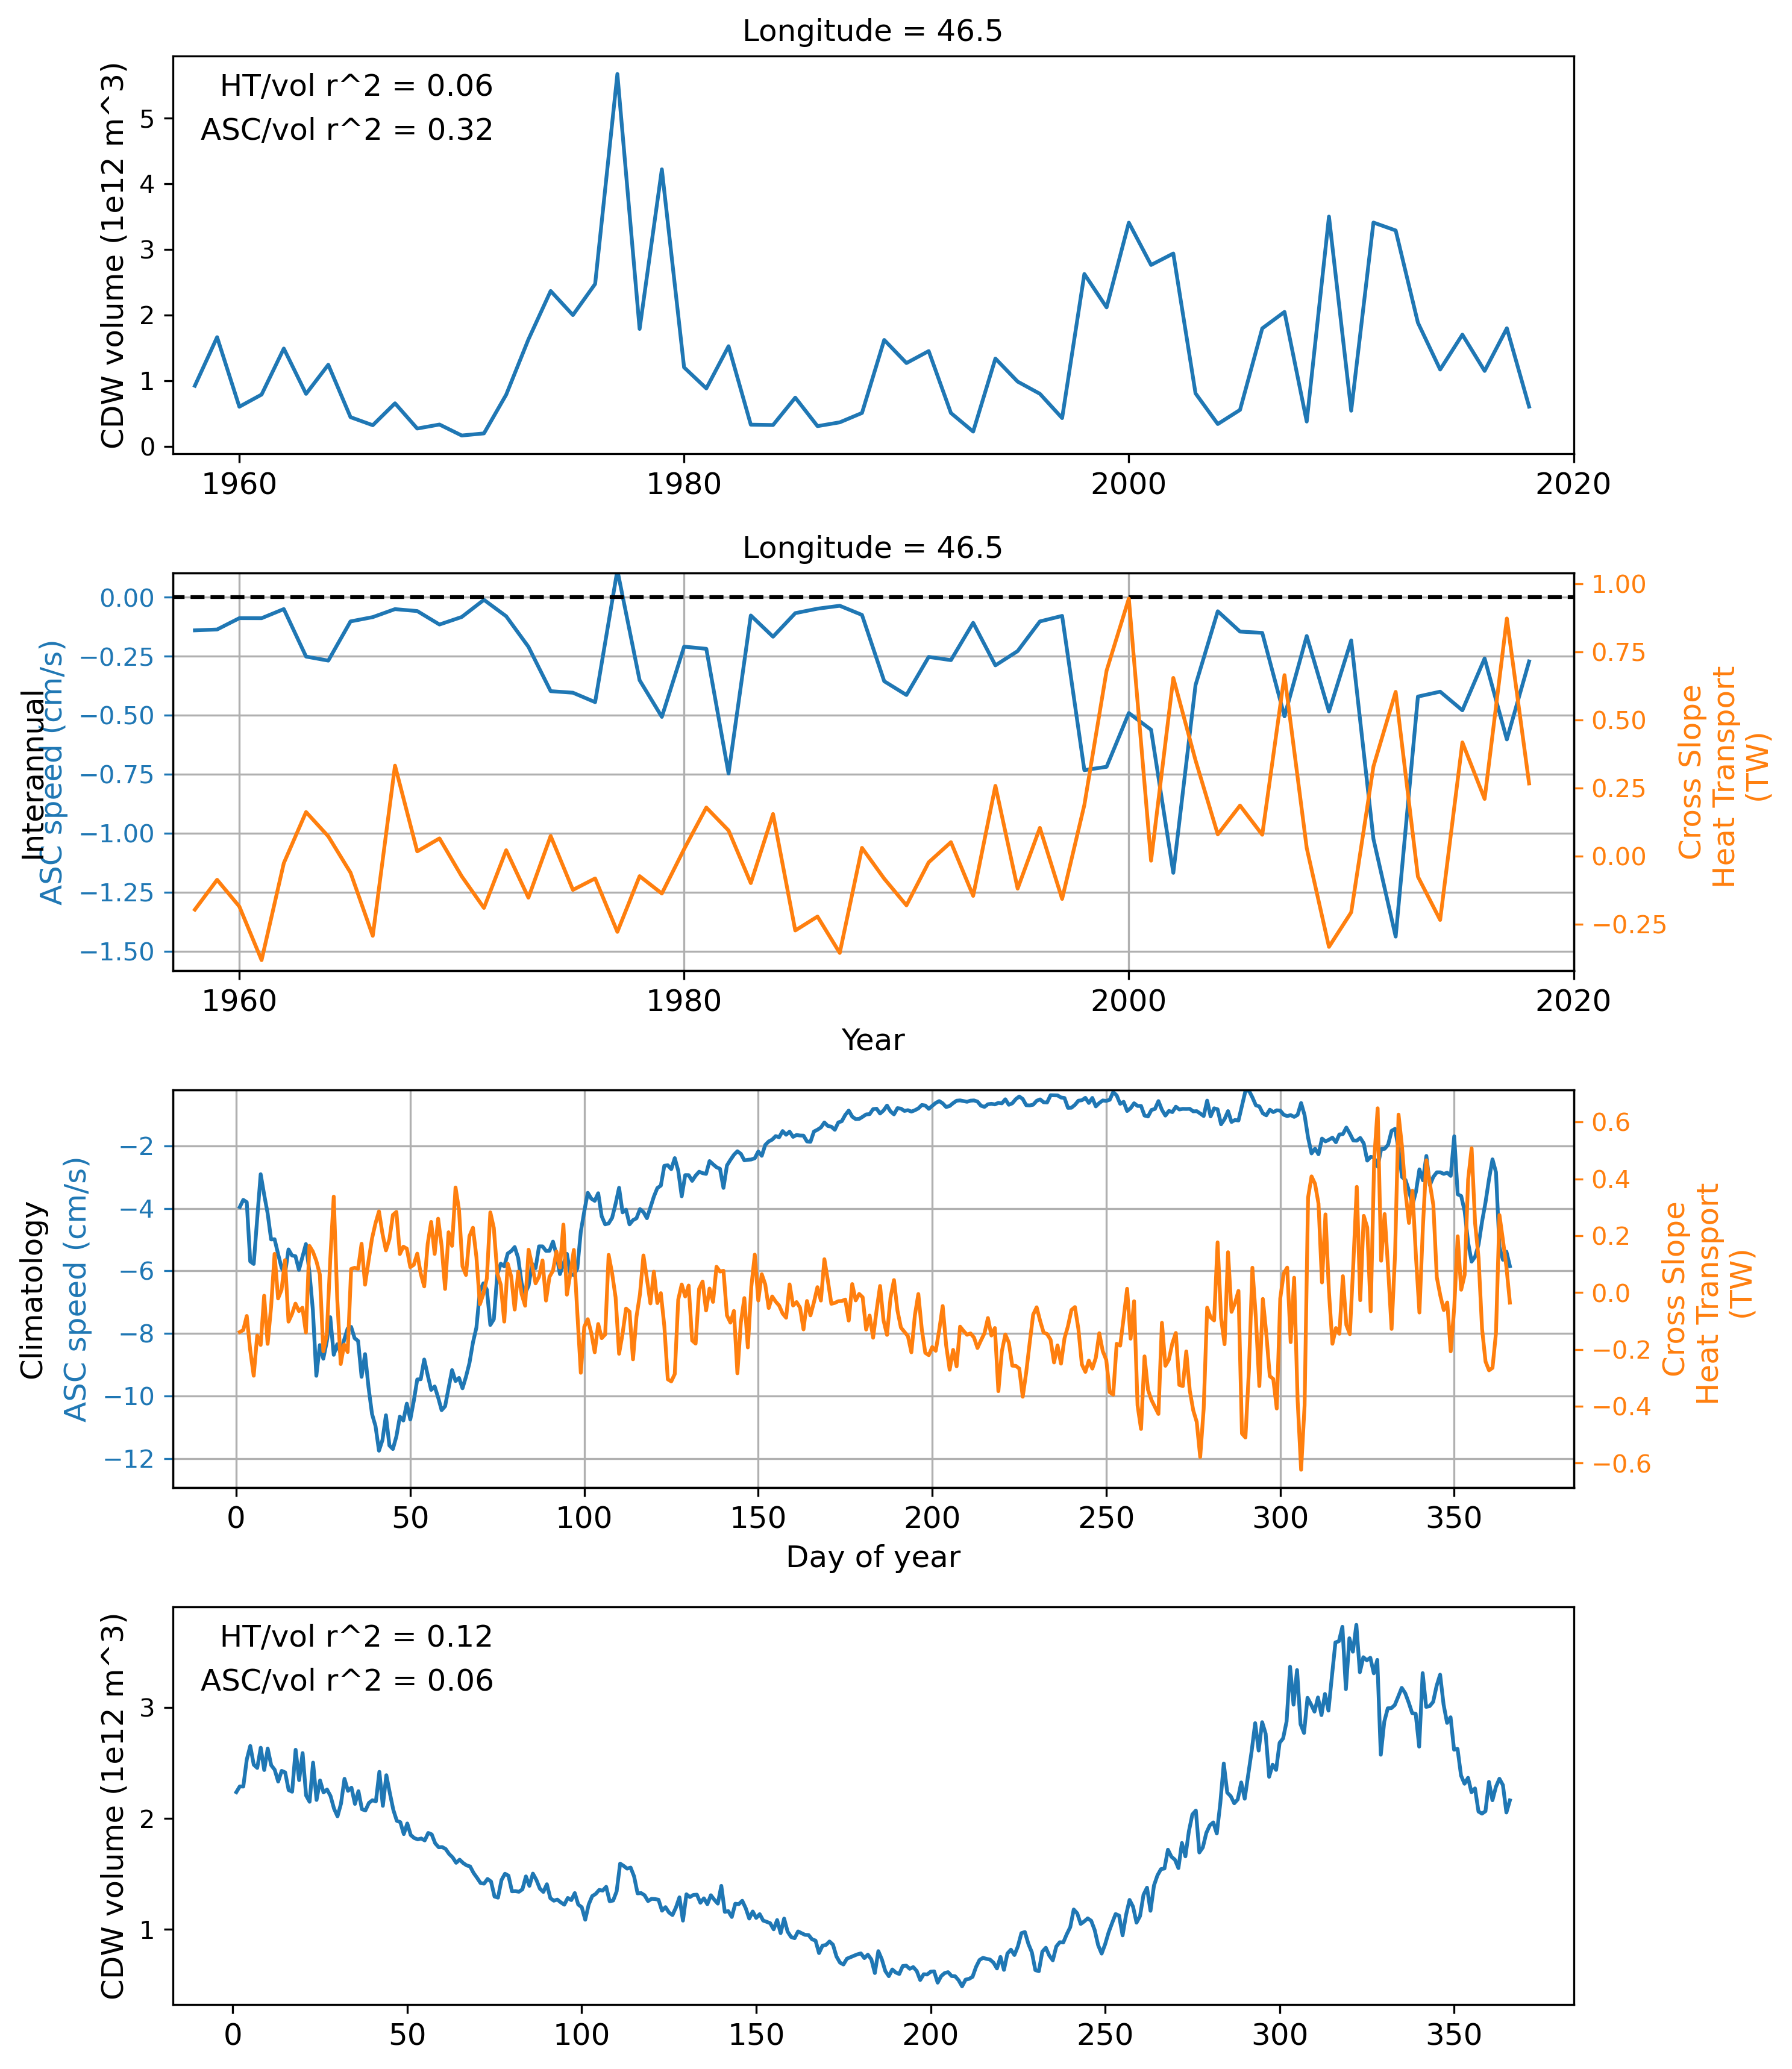 Longitude = 46.5
HT/vol r^2 = 0.06
ASC/vol r^2 = 0.32
CDW volume (1e12 m^3)
5
4
3
2
1
0
1960 1980 2000 2020
Longitude = 46.5
Interannual
ASC speed (cm/s)
0.00
−0.25
−0.50
−0.75
−1.00
−1.25
−1.50
1.00
0.75
0.50
0.25
0.00
−0.25
Cross Slope
Heat Transport
(TW)
1960 1980 2000 2020
Year
Climatology
ASC speed (cm/s)
−2
−4
−6
−8
−10
−12
0.6
0.4
0.2
0.0
−0.2
−0.4
−0.6
Cross Slope
Heat Transport
(TW)
0 50 100 150 200 250 300 350
Day of year
HT/vol r^2 = 0.12
ASC/vol r^2 = 0.06
CDW volume (1e12 m^3)
3
2
1
0 50 100 150 200 250 300 350